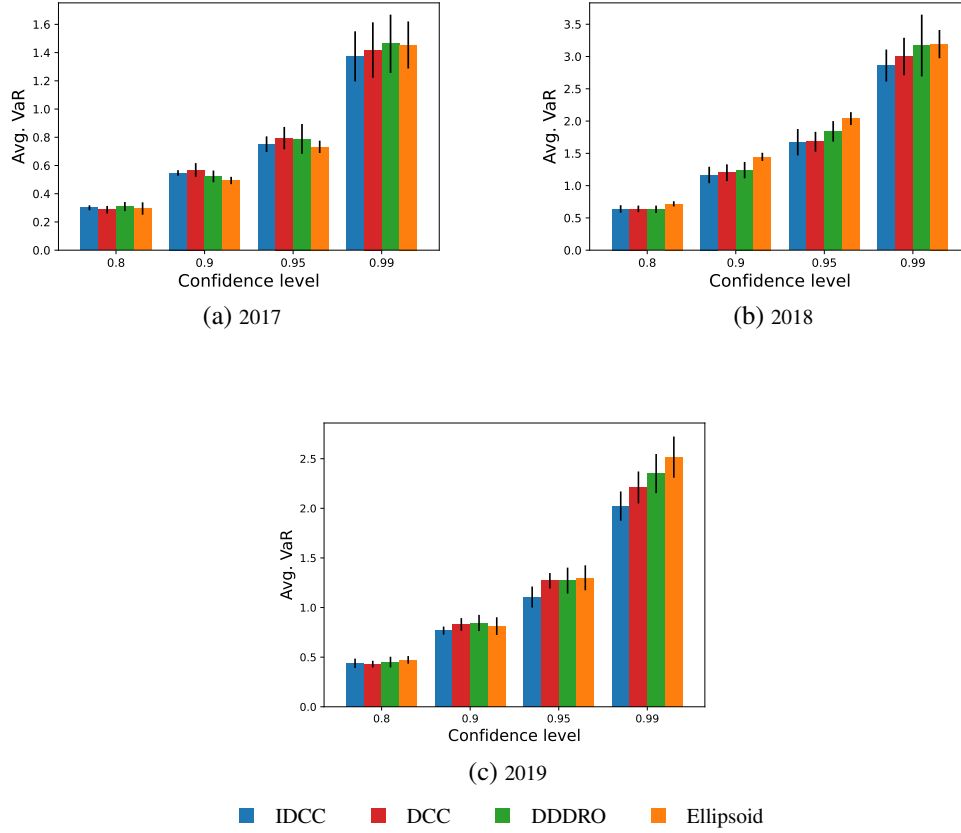 1.6
1.4
1.2
1.0
0.8
0.6
0.4
0.2
0.0
Avg. VaR
0.8 0.9 0.95 0.99
Confidence level
(a) 2017
3.5
3.0
2.5
2.0
1.5
1.0
0.5
0.0
Avg. VaR
0.8 0.9 0.95 0.99
Confidence level
(b) 2018
2.5
2.0
1.5
1.0
0.5
0.0
Avg. VaR
0.8 0.9 0.95 0.99
Confidence level
(c) 2019
IDCC DCC DDDRO Ellipsoid